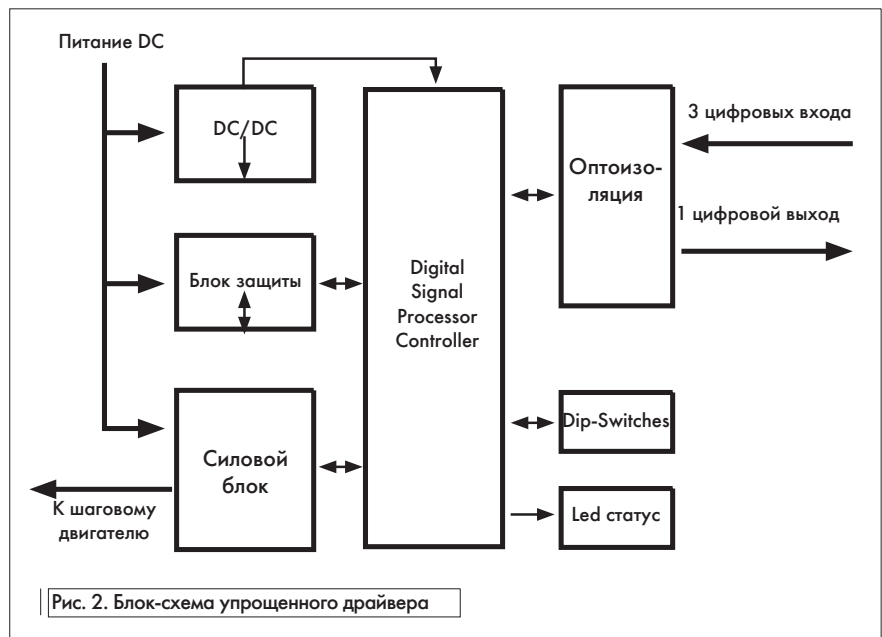 Питание DC
DC/DC
3 цифровых входа
Оптоизо-
ляция
1 цифровой выход
Блок защиты
Digital
Signal
Processor
Controller
Силовой
блок
Dip-Switches
К шаговому
двигателю
Led статус
Рис. 2. Блок-схема упрощенного драйвера